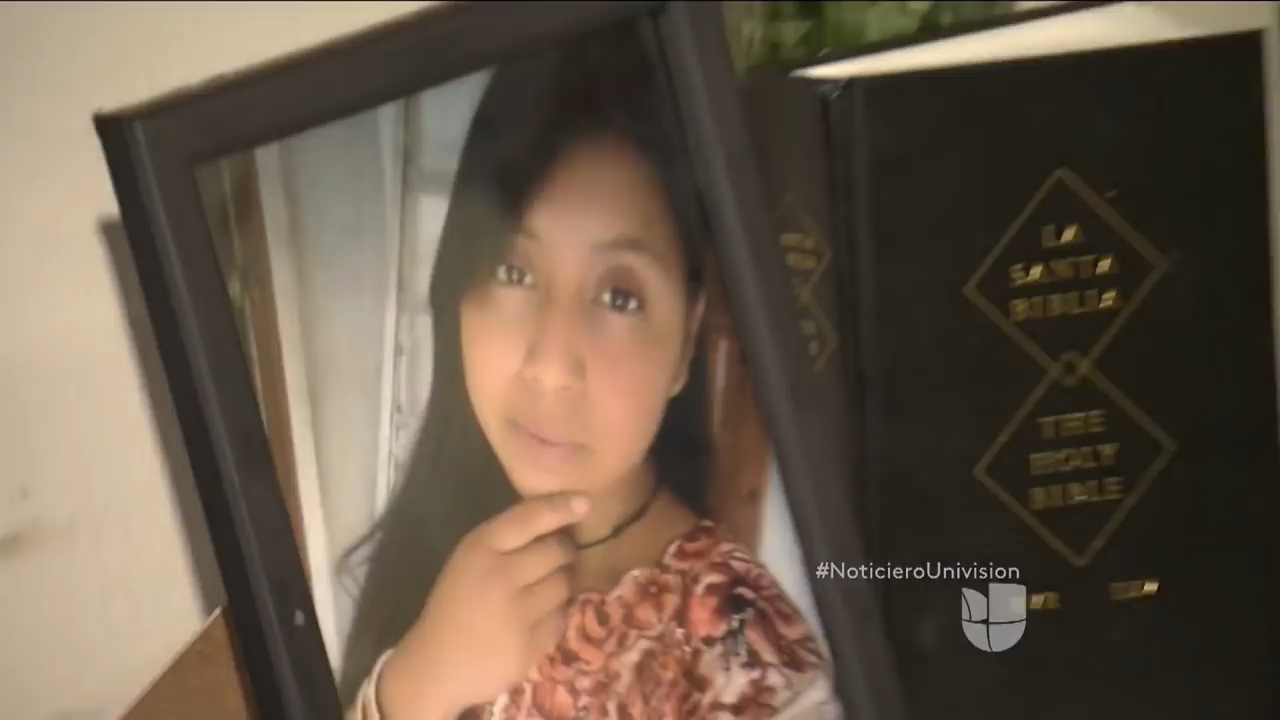 LA
SANTA
BIBLIA
THE
HOLY
BIBLE
#NoticieroUnivision